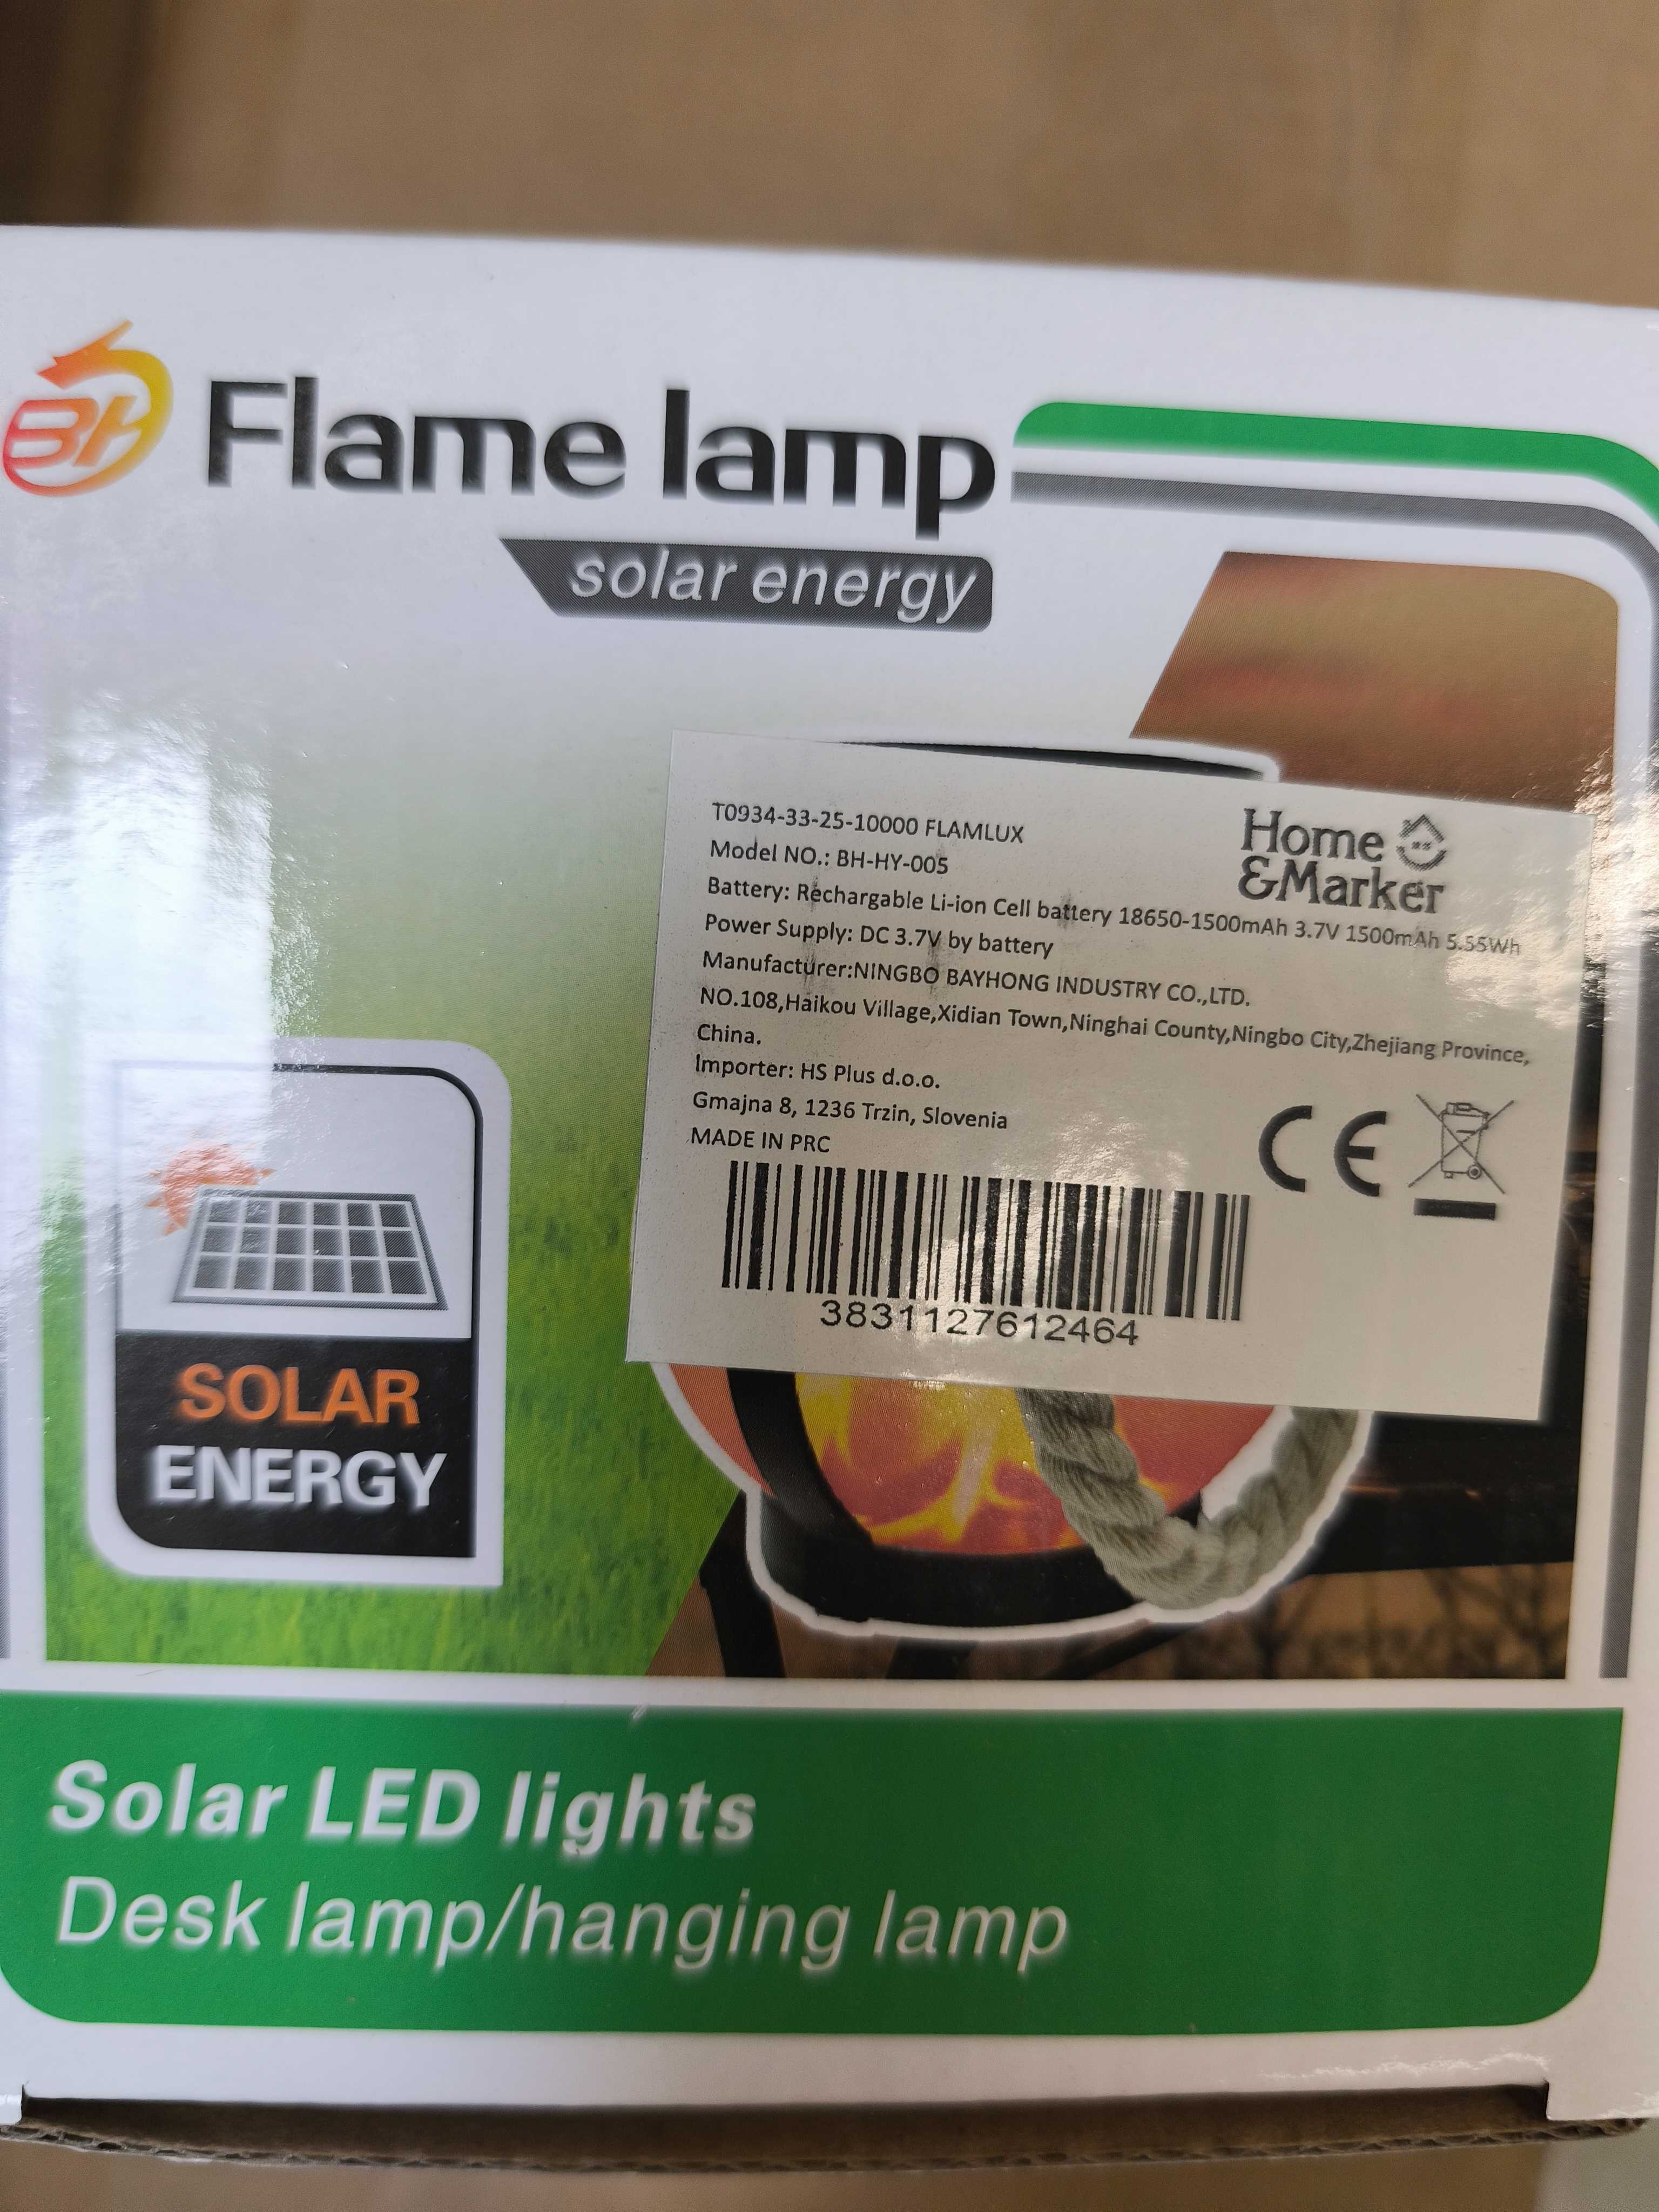 BH
Flame lamp
solar energy
T0934-33-25-10000 FLAMLUX
Home
&Marker
Model NO.: BH-HY-005
Battery: Rechargable Li-ion Cell battery 18650-1500mAh 3.7V 1500mAh 5.55Wh
Power Supply: DC 3.7V by battery
Manufacturer:NINGBO BAYHONG INDUSTRY CO.,LTD.
NO.108,Haikou Village,Xidian Town,Ninghai County,Ningbo City,Zhejiang Province,
China.
Importer: HS Plus d.o.o.
Gmajna 8, 1236 Trzin, Slovenia
MADE IN PRC
CE
3831127612464
SOLAR
ENERGY
Solar LED lights
Desk lamp/hanging lamp